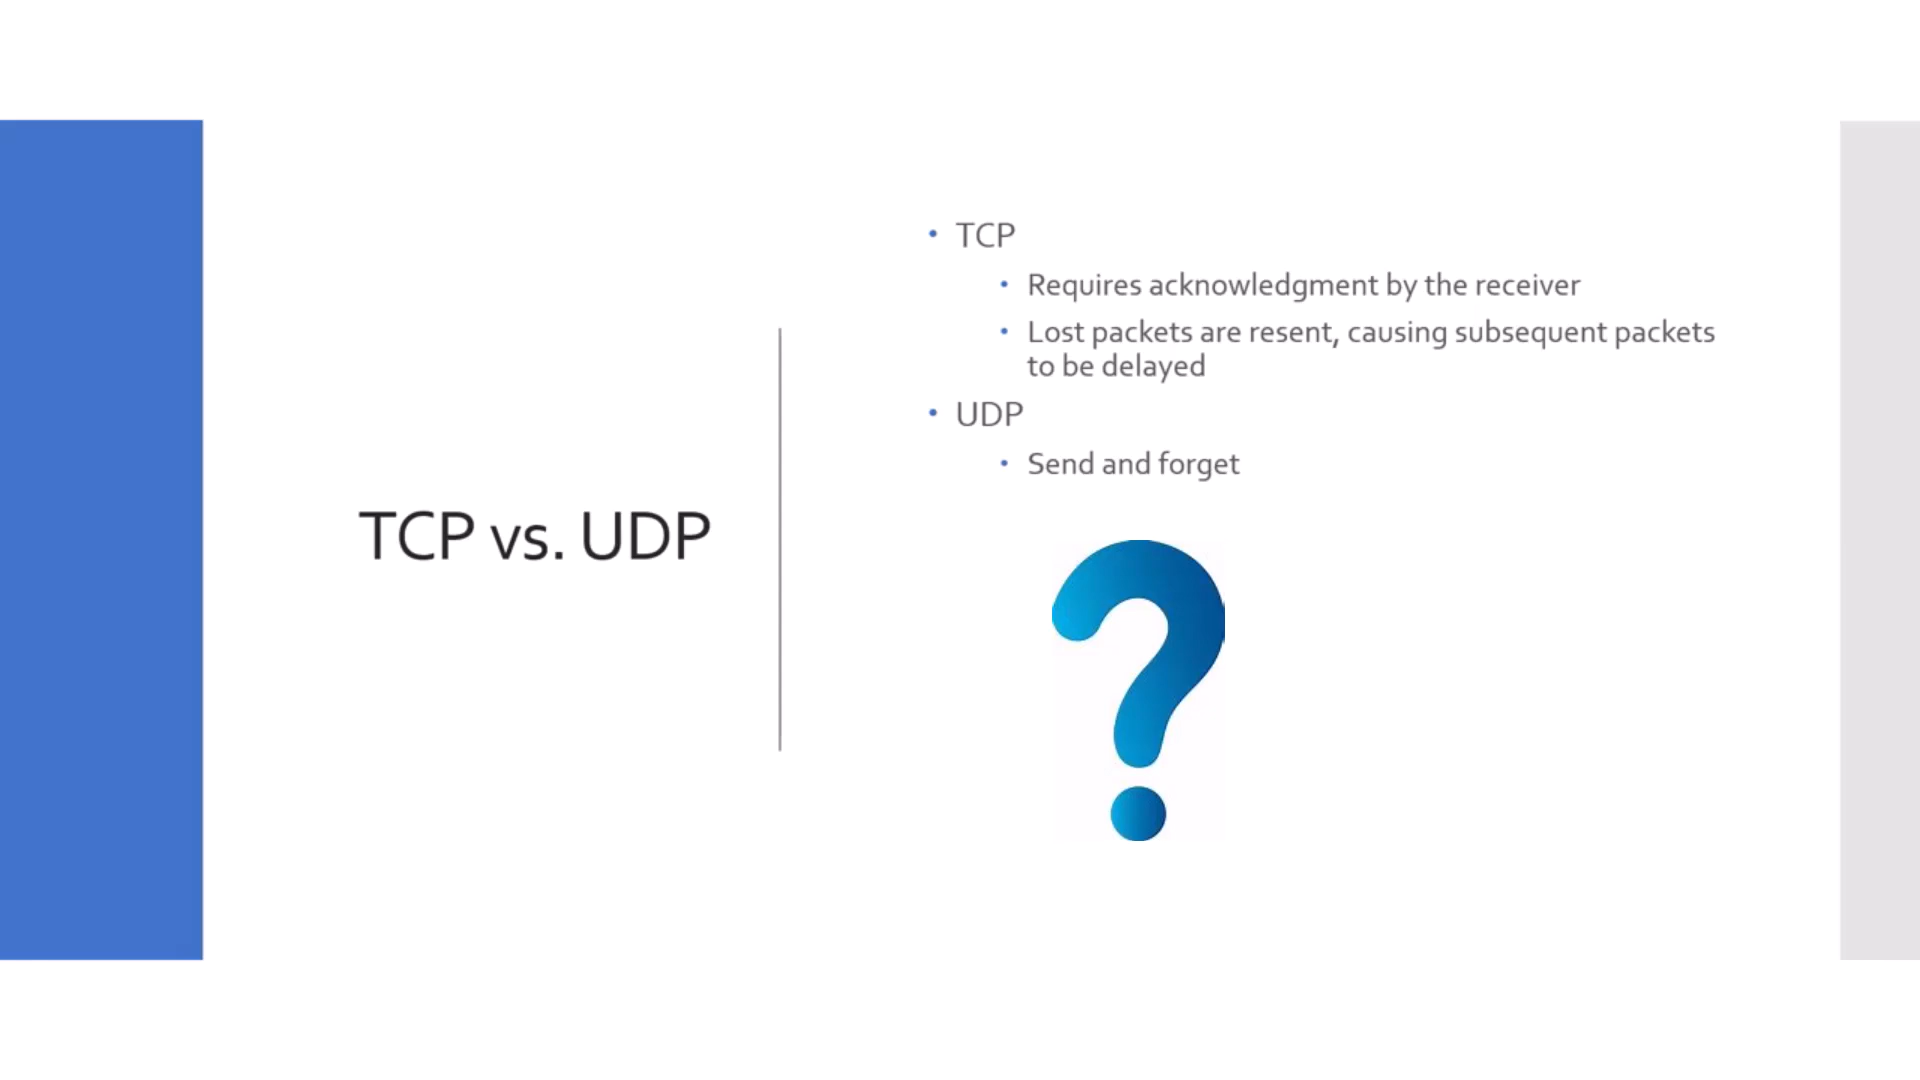 TCP vs. UDP
• TCP
• Requires acknowledgment by the receiver
• Lost packets are resent, causing subsequent packets
to be delayed
• UDP
• Send and forget
?